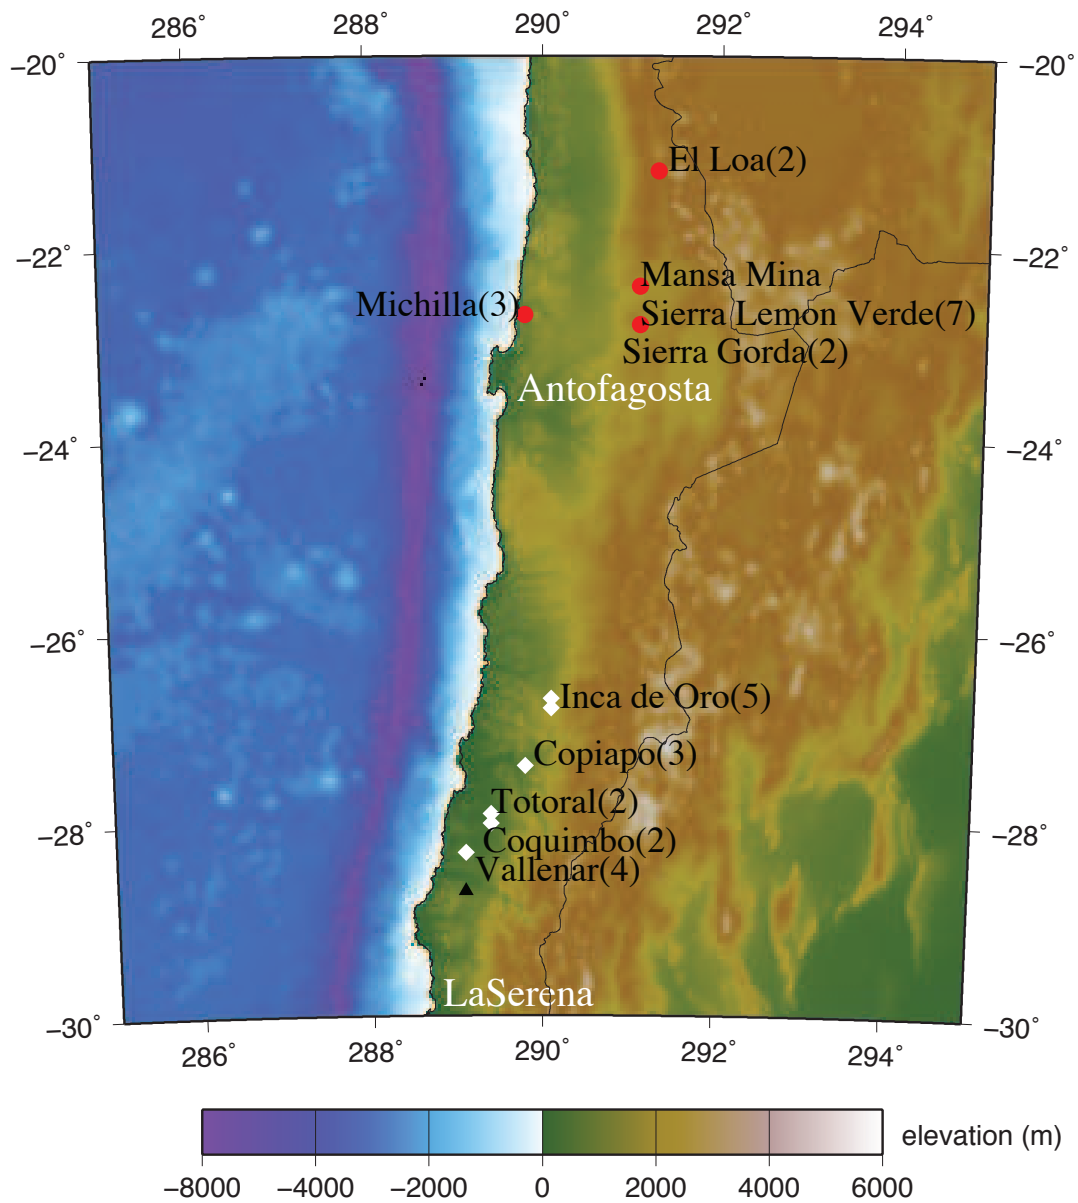 286° 288° 290° 292° 294°
−20° −20°
El Loa(2)
−22° −22°
Mansa Mina
Michilla(3)
Sierra Lemon Verde(7)
Sierra Gorda(2)
Antofagosta
−24° −24°
−26° −26°
Inca de Oro(5)
Copiapo(3)
Totoral(2)
−28° −28°
Coquimbo(2)
Vallenar(4)
LaSerena
−30° −30°
286° 288° 290° 292° 294°
elevation (m)
−8000 −4000 −2000 0 2000 4000 6000